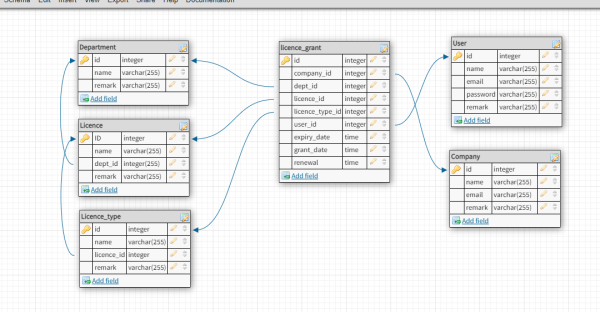 Schema Edit Insert View Export Share Help Documentation
Department
id integer
name varchar(255)
remark varchar(255)
Add field
Licence
ID integer
name varchar(255)
dept_id integer(255)
remark varchar(255)
Add field
Licence_type
id integer
name varchar(255)
licence_id integer
remark varchar(255)
Add field
licence_grant
id integer
company_id integer
dept_id integer
licence_id integer
licence_type_id integer
user_id integer
expiry_date time
grant_date time
renewal time
Add field
User
id integer
name varchar(255)
email varchar(255)
password varchar(255)
remark varchar(255)
Add field
Company
id integer
name varchar(255)
email varchar(255)
remark varchar(255)
Add field